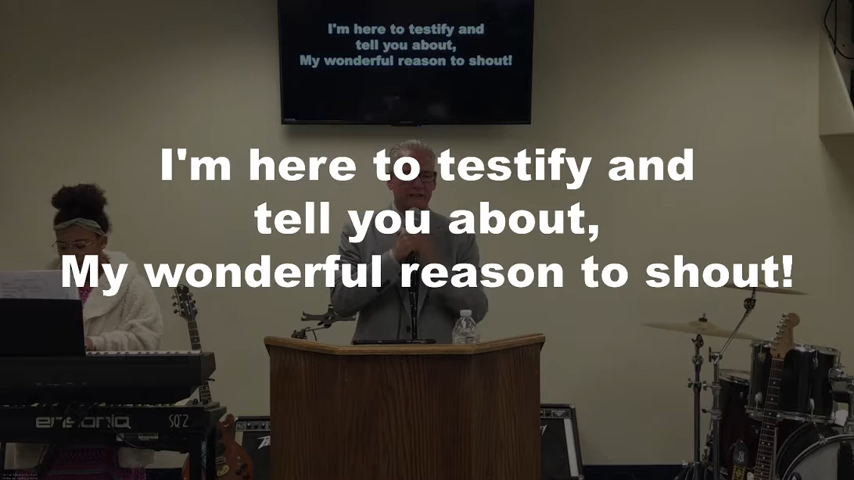 I'm here to testify and
tell you about,
My wonderful reason to shout!
I'm here to testify and
tell you about,
My wonderful reason to shout!
ensoniq SQ2